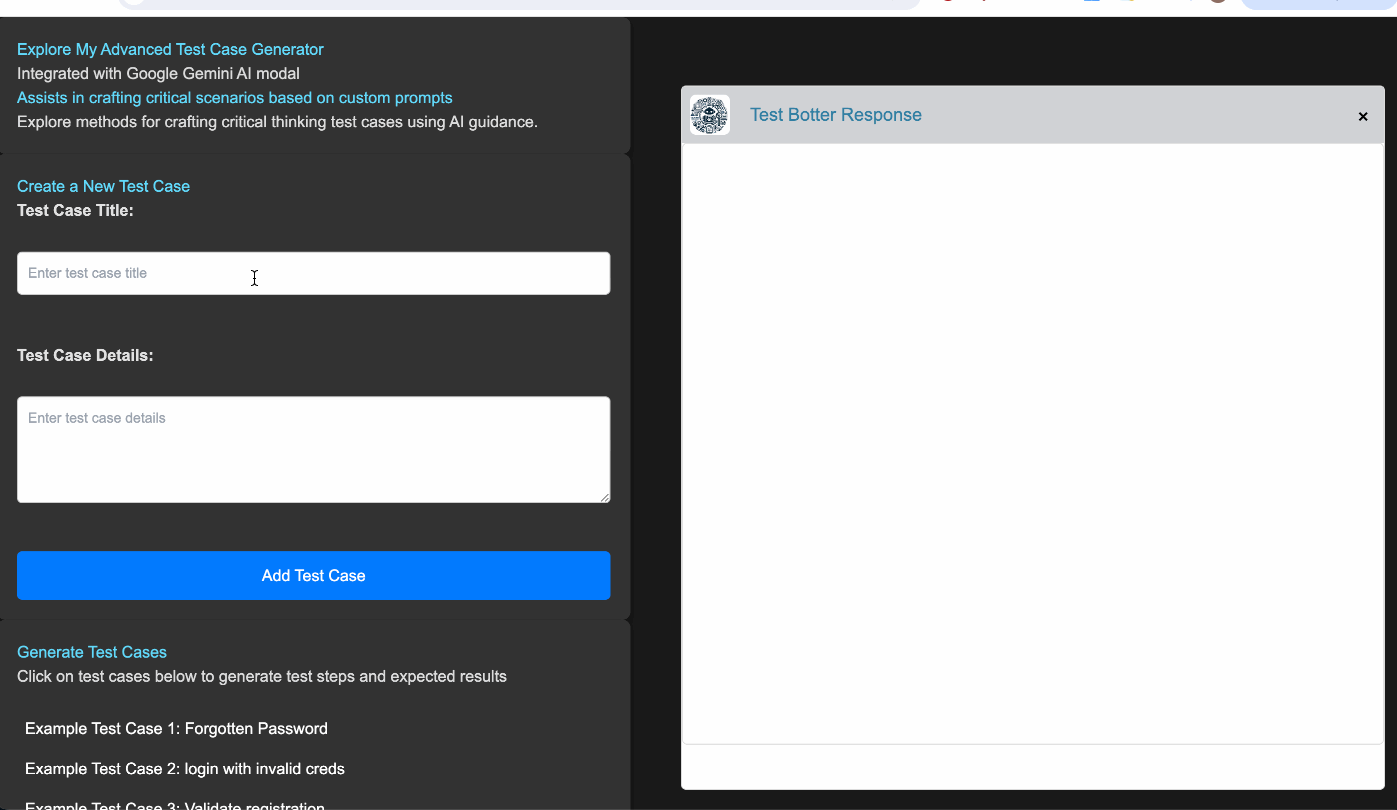 Explore My Advanced Test Case Generator
Integrated with Google Gemini AI modal
Assists in crafting critical scenarios based on custom prompts
Explore methods for crafting critical thinking test cases using AI guidance.
Create a New Test Case
Test Case Title:
Enter test case title
Test Case Details:
Enter test case details
Add Test Case
Generate Test Cases
Click on test cases below to generate test steps and expected results
Example Test Case 1: Forgotten Password
Example Test Case 2: login with invalid creds
Example Test Case 3: Validate registration
Test Botter Response
×